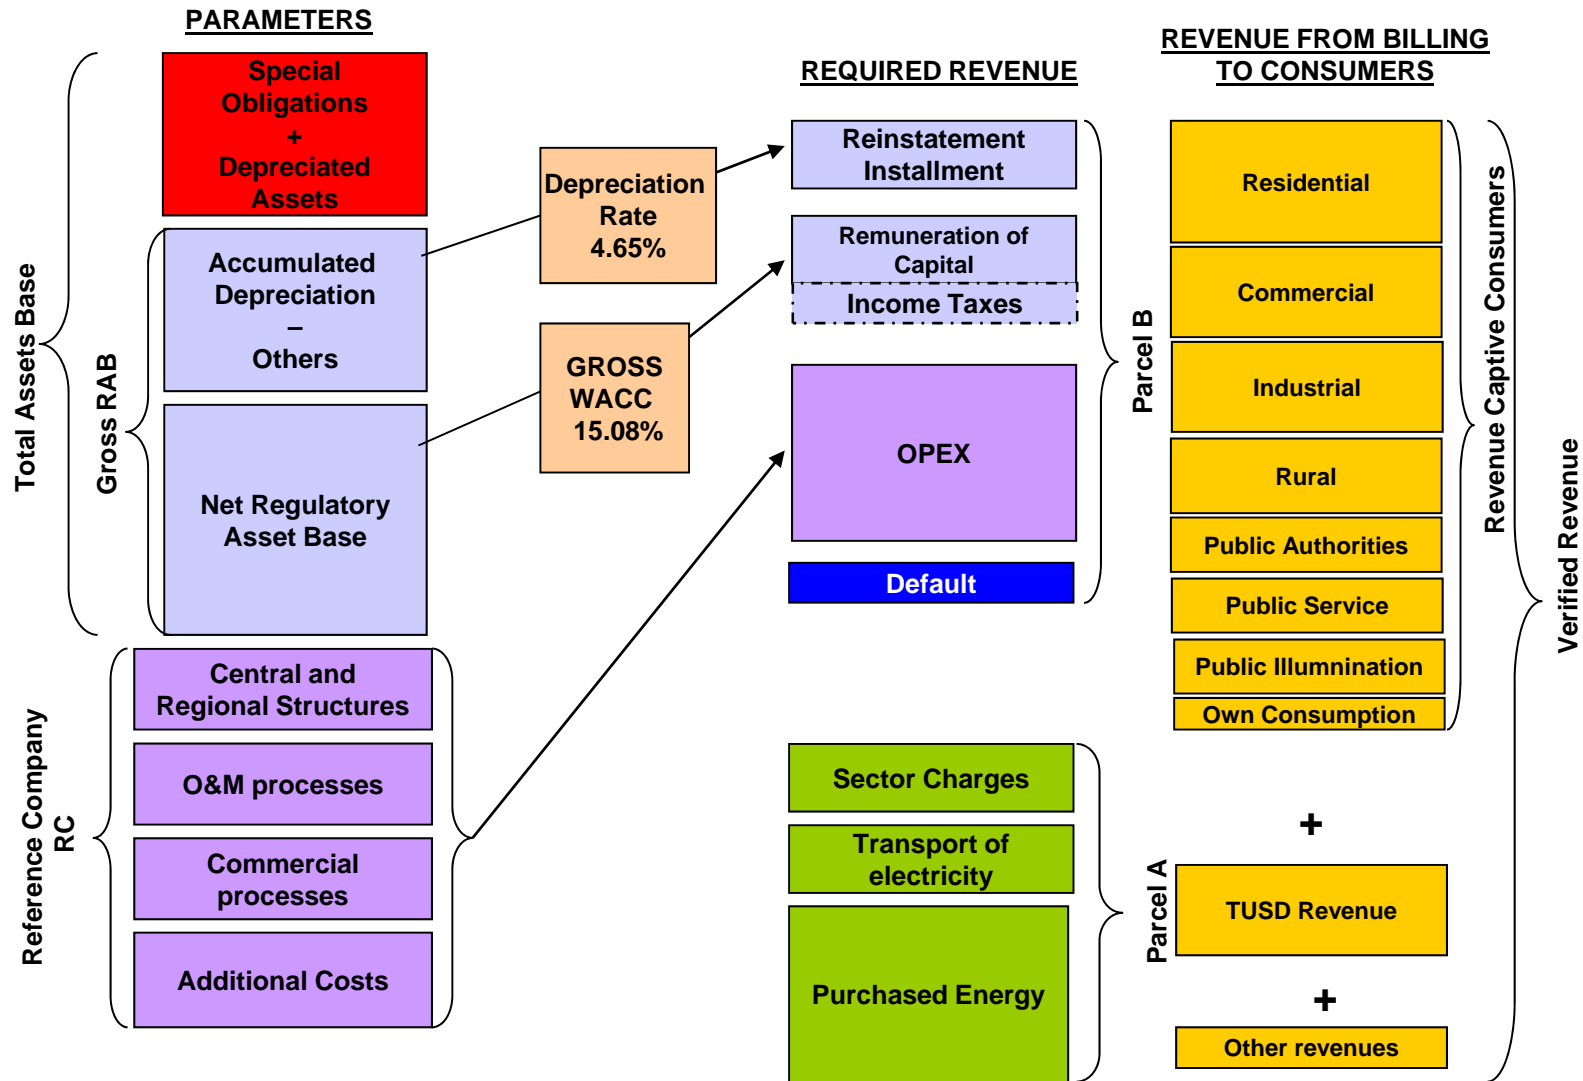 PARAMETERS
Special
Obligations
+
Depreciated
Assets
Accumulated
Depreciation
–
Others
Net Regulatory
Asset Base
Total Assets Base
Gross RAB
Central and
Regional Structures
O&M processes
Commercial
processes
Additional Costs
Reference Company
RC
Depreciation
Rate
4.65%
GROSS
WACC
15.08%
REQUIRED REVENUE
Reinstatement
Installment
Remuneration of
Capital
Income Taxes
OPEX
Default
Parcel B
Sector Charges
Transport of
electricity
Purchased Energy
Parcel A
REVENUE FROM BILLING
TO CONSUMERS
Residential
Commercial
Industrial
Rural
Public Authorities
Public Service
Public Illumnination
Own Consumption
Revenue Captive Consumers
+
TUSD Revenue
+
Other revenues
Verified Revenue